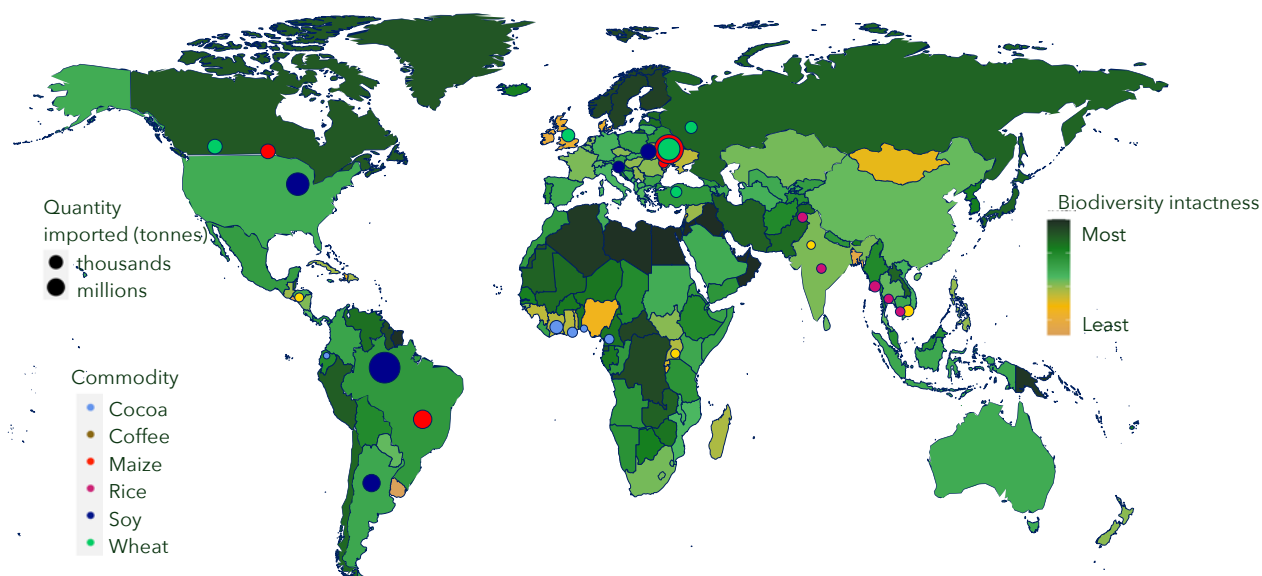 Quantity
imported (tonnes)
thousands
millions
Commodity
Cocoa
Coffee
Maize
Rice
Soy
Wheat
Biodiversity intactness
Most
Least